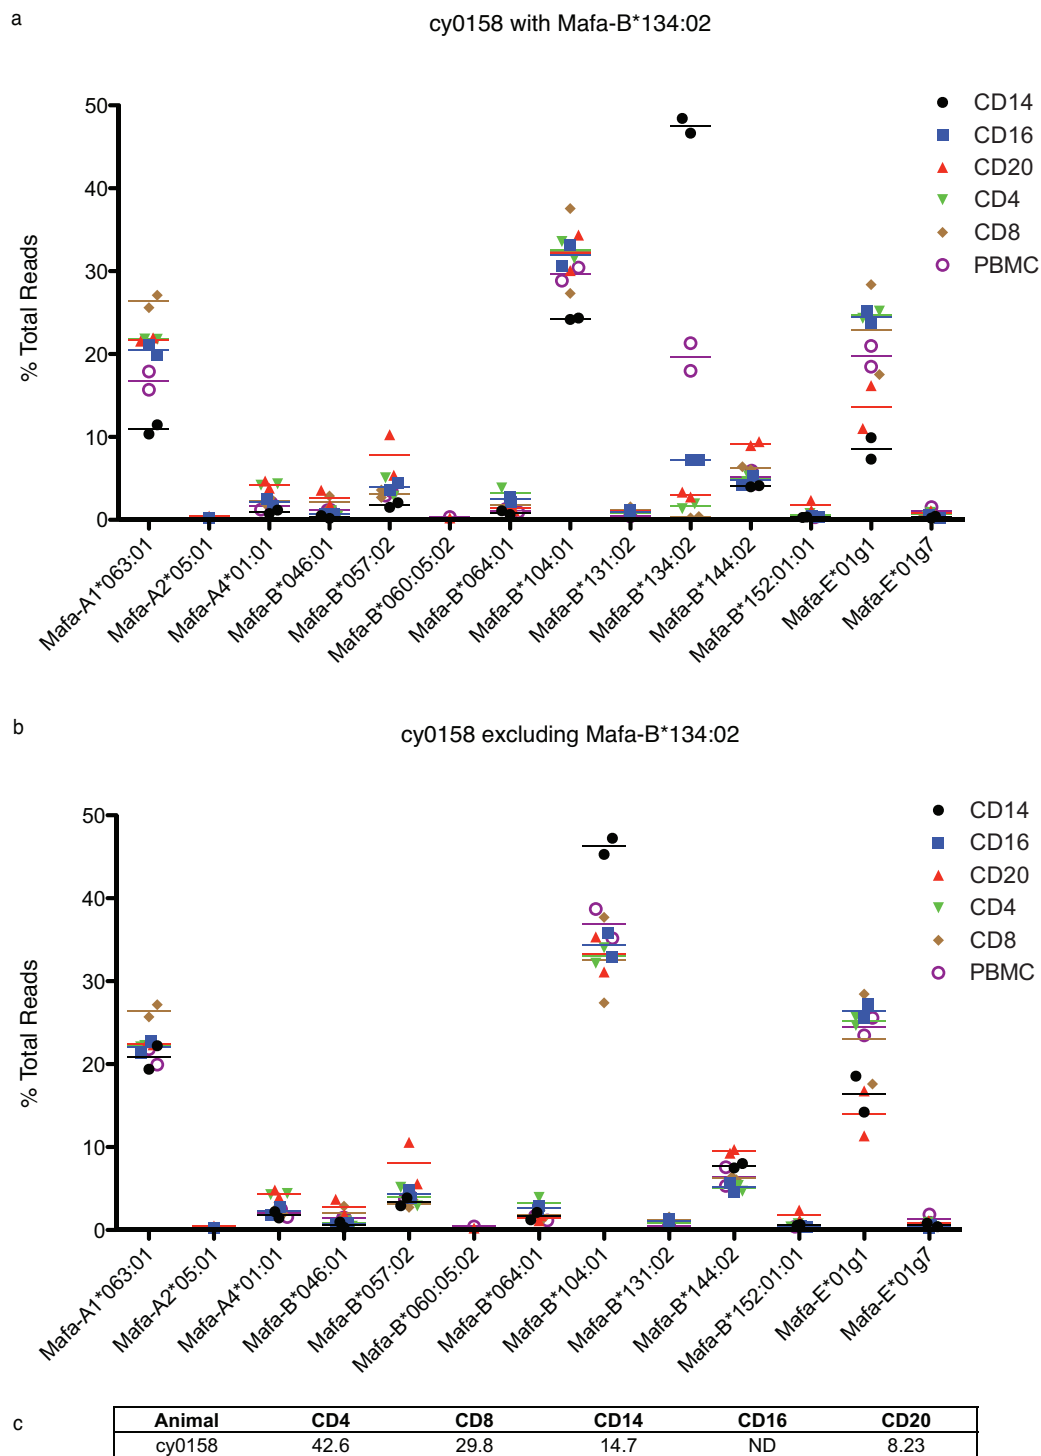 a
cy0158 with Mafa-B*134:02
50
40
30
20
10
0
% Total Reads
CD14
CD16
CD20
CD4
CD8
PBMC
Mafa-A1*063:01
Mafa-A2*05:01
Mafa-A4*01:01
Mafa-B*046:01
Mafa-B*057:02
Mafa-B*060:05:02
Mafa-B*064:01
Mafa-B*104:01
Mafa-B*131:02
Mafa-B*134:02
Mafa-B*144:02
Mafa-B*152:01:01
Mafa-E*01g1
Mafa-E*01g7
b
cy0158 excluding Mafa-B*134:02
50
40
30
20
10
0
% Total Reads
CD14
CD16
CD20
CD4
CD8
PBMC
Mafa-A1*063:01
Mafa-A2*05:01
Mafa-A4*01:01
Mafa-B*046:01
Mafa-B*057:02
Mafa-B*060:05:02
Mafa-B*064:01
Mafa-B*104:01
Mafa-B*131:02
Mafa-B*144:02
Mafa-B*152:01:01
Mafa-E*01g1
Mafa-E*01g7
c
Animal CD4 CD8 CD14 CD16 CD20
cy0158 42.6 29.8 14.7 ND 8.23